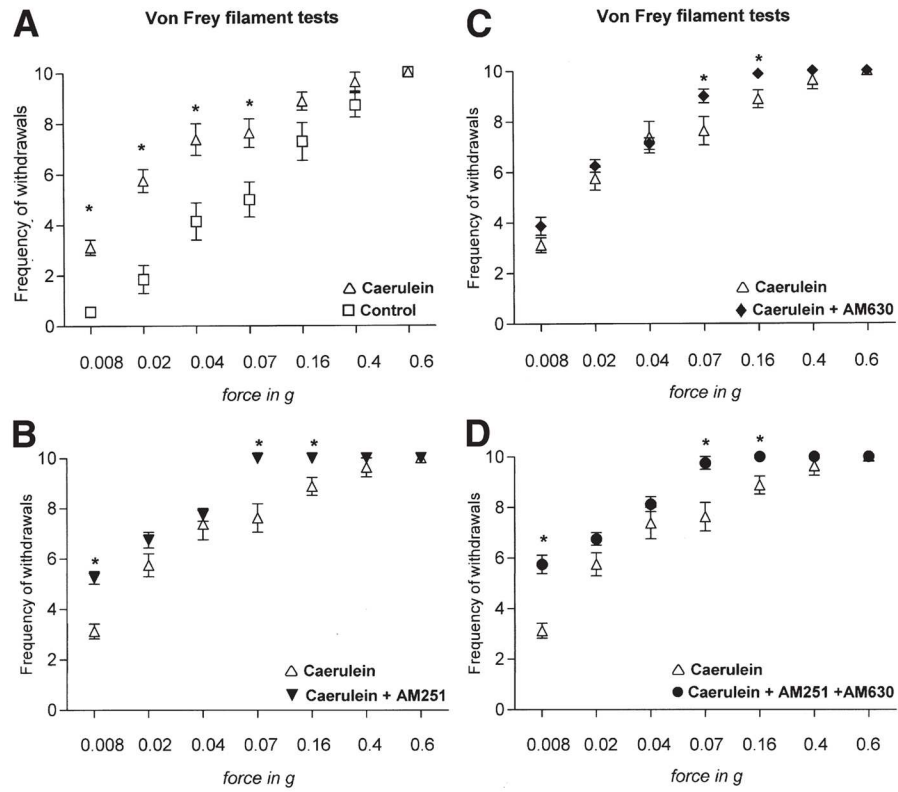 A
Von Frey filament tests
Frequency of withdrawals
10
8
6
4
2
0
* * * *
Caerulein
Control
0.008 0.02 0.04 0.07 0.16 0.4 0.6
force in g
C
Von Frey filament tests
Frequency of withdrawals
10
8
6
4
2
0
* *
Caerulein
Caerulein + AM630
0.008 0.02 0.04 0.07 0.16 0.4 0.6
force in g
B
Frequency of withdrawals
10
8
6
4
2
0
* * *
Caerulein
Caerulein + AM251
0.008 0.02 0.04 0.07 0.16 0.4 0.6
force in g
D
Frequency of withdrawals
10
8
6
4
2
0
* * *
Caerulein
Caerulein + AM251 +AM630
0.008 0.02 0.04 0.07 0.16 0.4 0.6
force in g